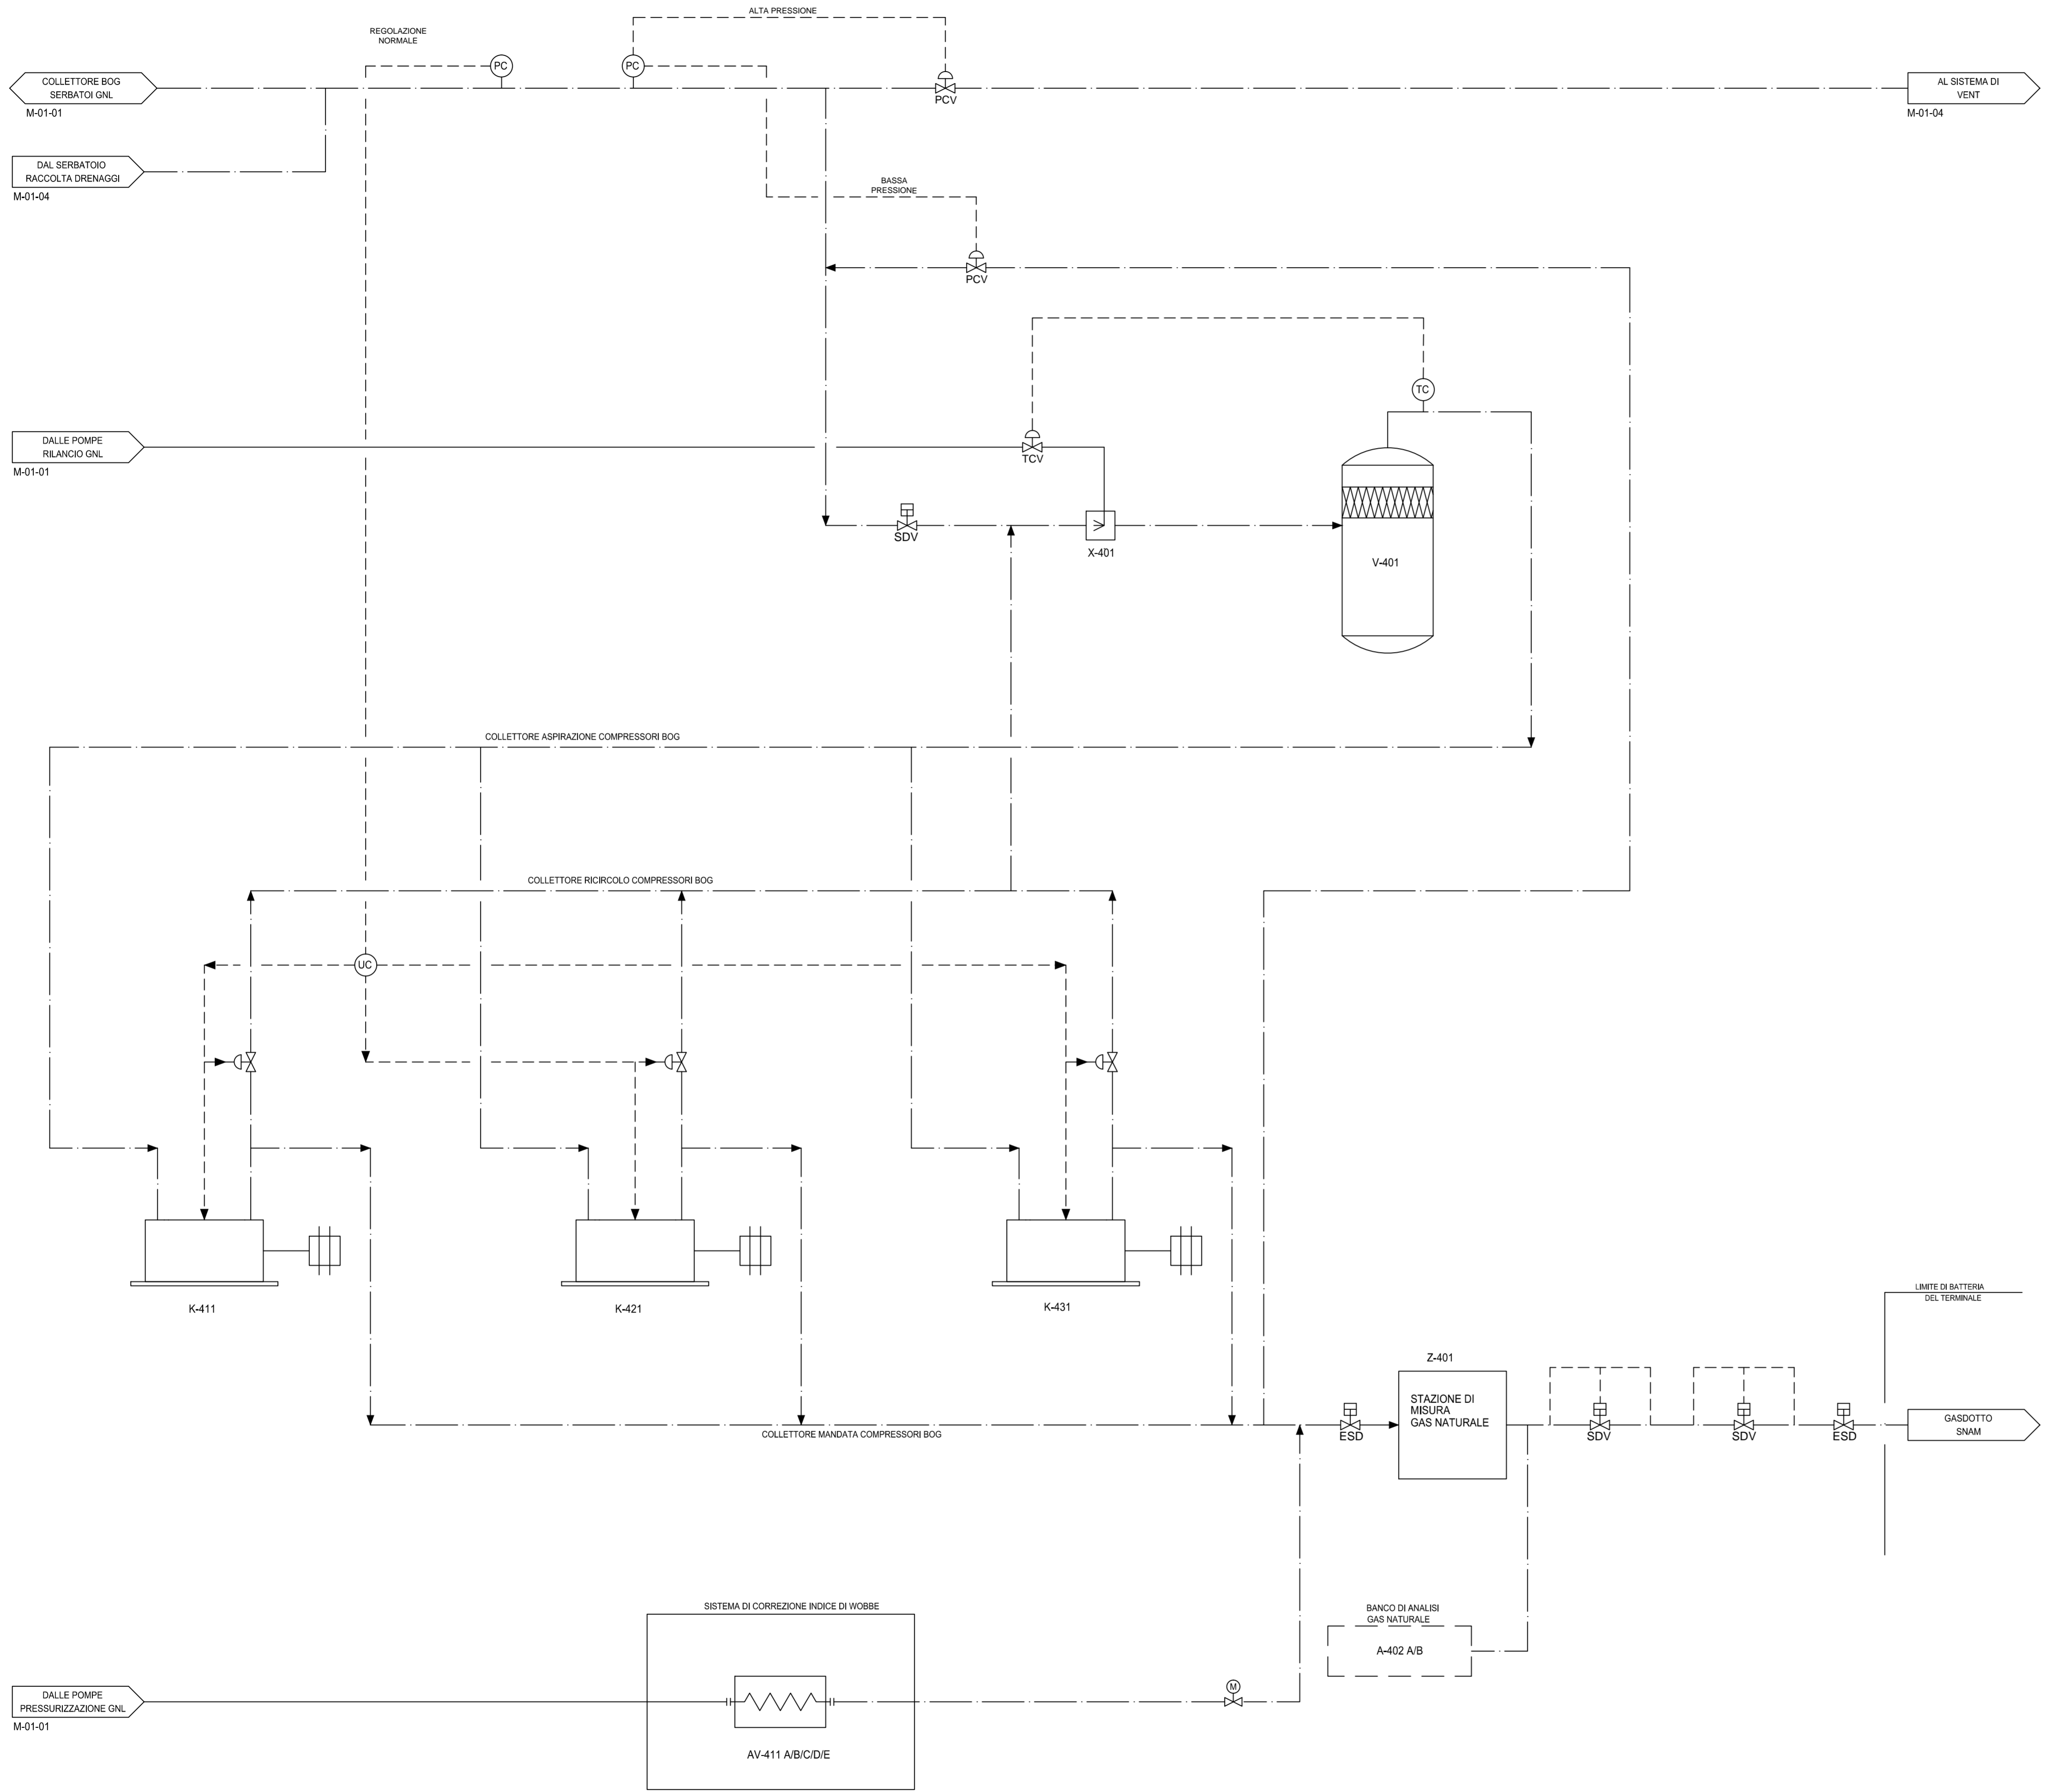 ALTA PRESSIONE
REGOLAZIONE
NORMALE
PC
PC
COLLETTORE BOG
SERBATOI GNL
M-01-01
PCV
AL SISTEMA DI
VENT
M-01-04
DAL SERBATOIO
RACCOLTA DRENAGGI
M-01-04
BASSA
PRESSIONE
PCV
TC
DALLE POMPE
RILANCIO GNL
M-01-01
TCV
SDV
X-401
V-401
COLLETTORE ASPIRAZIONE COMPRESSORI BOG
COLLETTORE RICIRCOLO COMPRESSORI BOG
UC
K-411
K-421
K-431
LIMITE DI BATTERIA
DEL TERMINALE
Z-401
STAZIONE DI
MISURA
GAS NATURALE
COLLETTORE MANDATA COMPRESSORI BOG
ESD
SDV
SDV
ESD
GASDOTTO
SNAM
SISTEMA DI CORREZIONE INDICE DI WOBBE
BANCO DI ANALISI
GAS NATURALE
A-402 A/B
DALLE POMPE
PRESSURIZZAZIONE GNL
M-01-01
M
AV-411 A/B/C/D/E